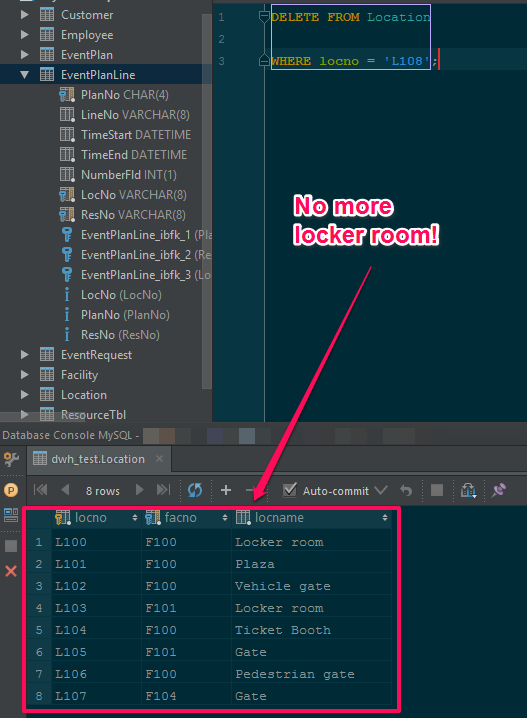 Customer
Employee
EventPlan
EventPlanLine
PlanNo CHAR(4)
LineNo VARCHAR(8)
TimeStart DATETIME
TimeEnd DATETIME
NumberFld INT(1)
LocNo VARCHAR(8)
ResNo VARCHAR(8)
EventPlanLine_ibfk_1 (Pla
EventPlanLine_ibfk_2 (Re
EventPlanLine_ibfk_3 (Lo
LocNo (LocNo)
PlanNo (PlanNo)
ResNo (ResNo)
EventRequest
Facility
Location
ResourceTbl
1 DELETE FROM Location
2
3 WHERE locno = 'L108';
No more
locker room!
Database Console MySQL -
dwh_test.Location
8 rows Auto-commit
locno facno locname
1 L100 F100 Locker room
2 L101 F100 Plaza
3 L102 F100 Vehicle gate
4 L103 F101 Locker room
5 L104 F100 Ticket Booth
6 L105 F101 Gate
7 L106 F100 Pedestrian gate
8 L107 F104 Gate